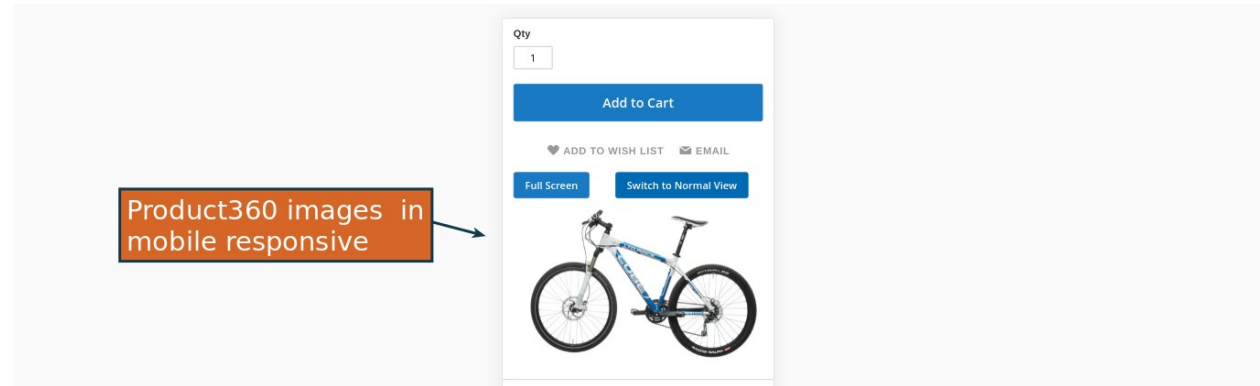 Qty
1
Add to Cart
ADD TO WISH LIST EMAIL
Full Screen Switch to Normal View
Product360 images in
mobile responsive
CUBE